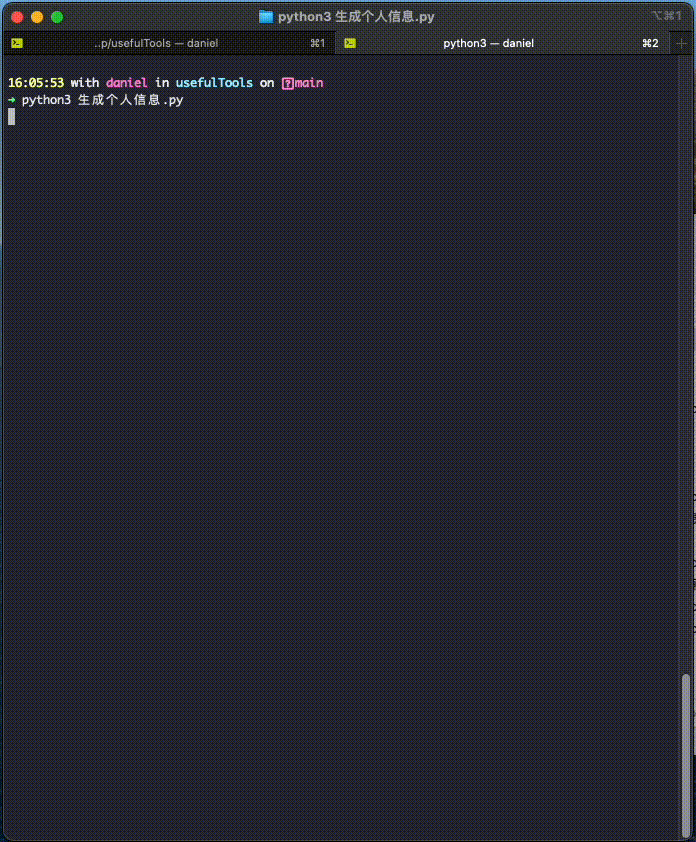 python3 生成个人信息.py
⌥⌘1
..p/usefulTools — daniel ⌘1
python3 — daniel ⌘2
16:05:53 with daniel in usefulTools on main
➜ python3 生成个人信息.py